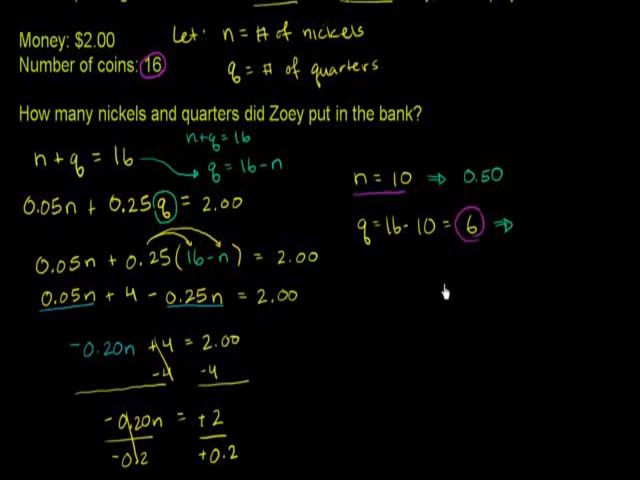 Money: $2.00
Number of coins: 16
Let: n = # of nickels
q = # of quarters
How many nickels and quarters did Zoey put in the bank?
n + q = 16
n+q = 16
q = 16 - n
0.05n + 0.25q = 2.00
0.05n + 0.25(16-n) = 2.00
0.05n + 4 - 0.25n = 2.00
-0.20n + 4 = 2.00
-4 -4
-0.20n = +2
-0.2 +0.2
n = 10 ⇒ 0.50
q = 16 - 10 = 6 ⇒